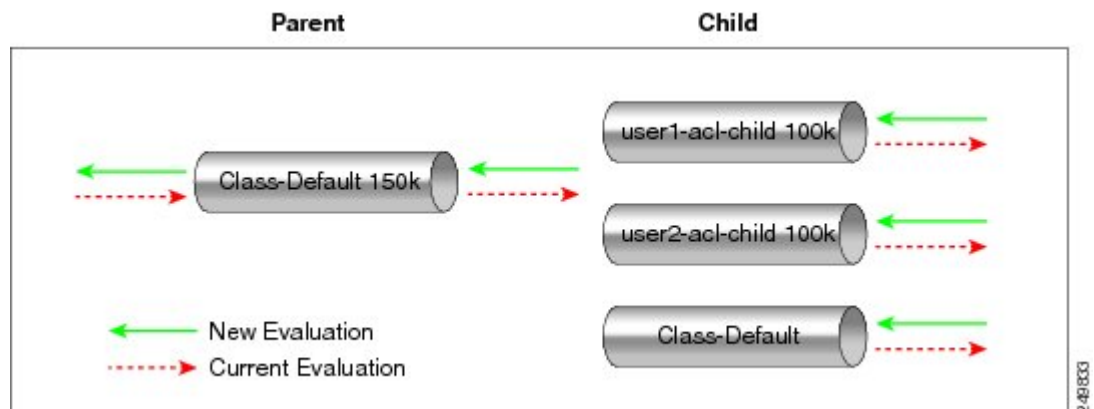 Parent
Child
user1-acl-child 100k
Class-Default 150k
user2-acl-child 100k
New Evaluation
Class-Default
Current Evaluation
249833